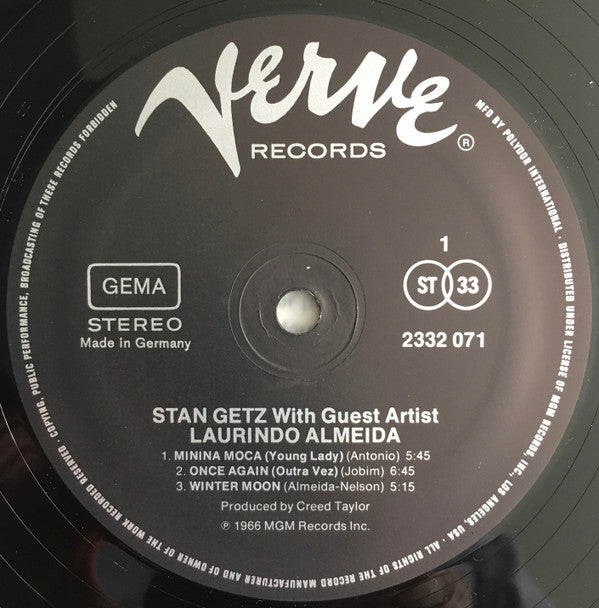 Verve
RECORDS
®
GEMA
STEREO
Made in Germany
1
ST 33
2332 071
STAN GETZ With Guest Artist
LAURINDO ALMEIDA
1. MININA MOCA (Young Lady) (Antonio) 5:45
2. ONCE AGAIN (Outra Vez) (Jobim) 6:45
3. WINTER MOON (Almeida-Nelson) 5:15
Produced by Creed Taylor
℗ 1966 MGM Records Inc.
MFD BY POLYDOR INTERNATIONAL · DISTRIBUTED UNDER LICENSE OF MGM RECORDS, INC., LOS ANGELES, USA · ALL RIGHTS OF THE RECORD MANUFACTURER AND OF OWNER OF THE WORK RECORDED RESERVED · COPYING, PUBLIC PERFORMANCE, BROADCASTING OF THESE RECORDS FORBIDDEN